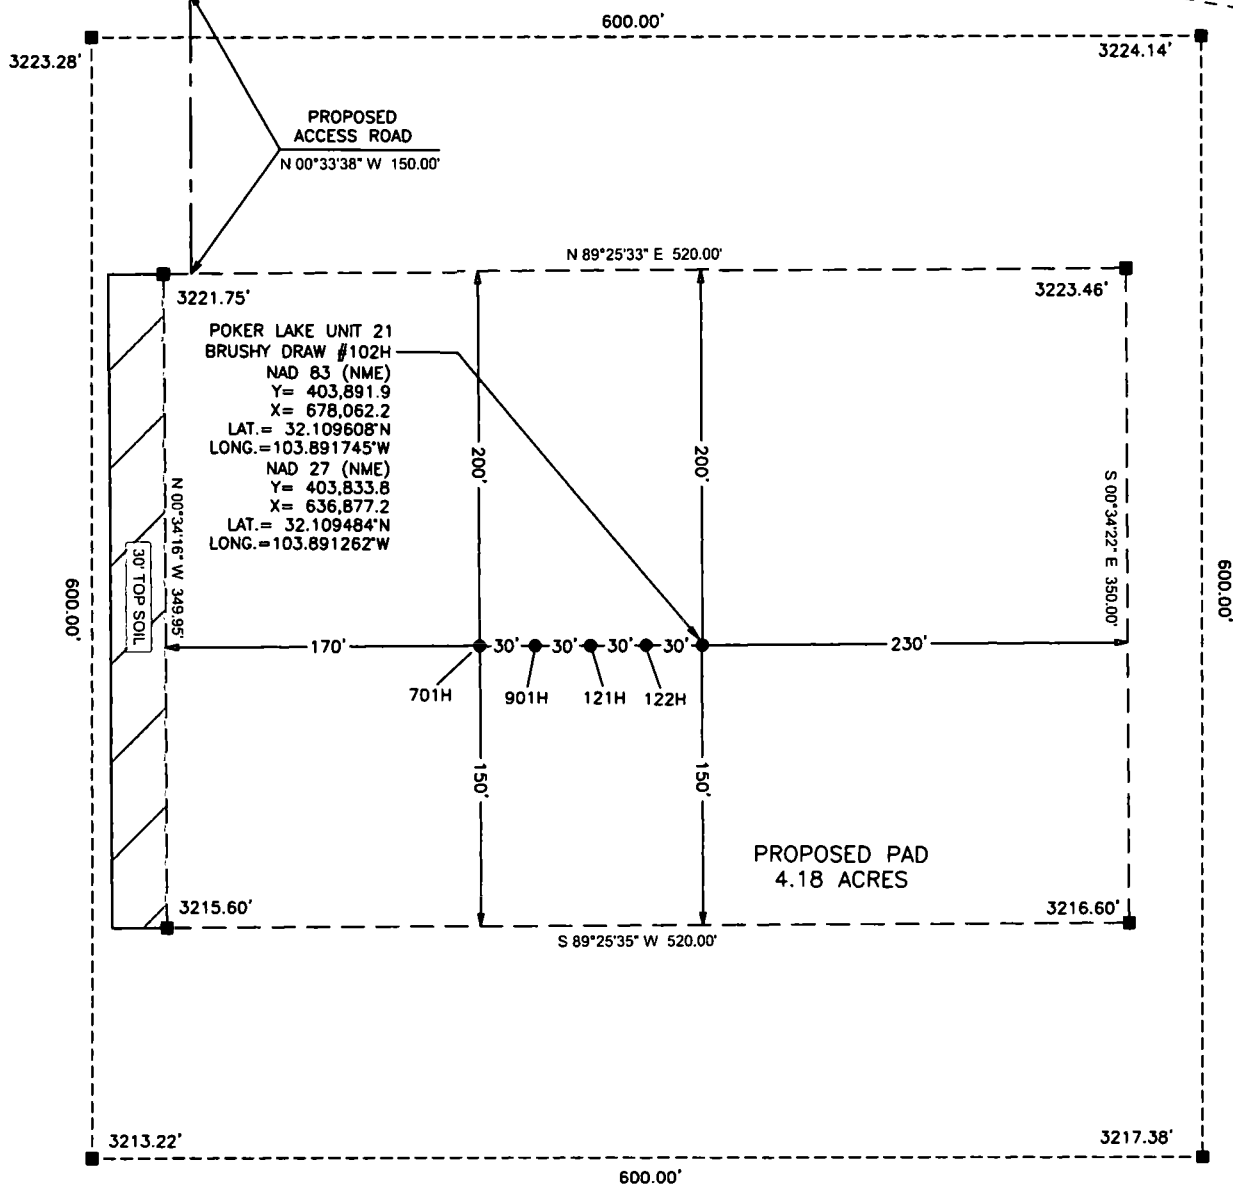 600.00'
3223.28'
3224.14'
PROPOSED
ACCESS ROAD
N 00°33'38" W 150.00'
N 89°25'33" E 520.00'
3221.75'
3223.46'
POKER LAKE UNIT 21
BRUSHY DRAW #102H
NAD 83 (NME)
Y= 403,891.9
X= 678,062.2
LAT.= 32.109608°N
LONG.=103.891745°W
NAD 27 (NME)
Y= 403,833.8
X= 636,877.2
LAT.= 32.109484°N
LONG.=103.891262°W
200'
200'
N 00°34'16" W 349.95'
S 00°34'22" E 350.00'
30' TOP SOIL
600.00'
600.00'
170'
30'
30'
30'
30'
230'
701H
901H
121H
122H
150'
150'
PROPOSED PAD
4.18 ACRES
3215.60'
3216.60'
S 89°25'35" W 520.00'
3213.22'
3217.38'
600.00'